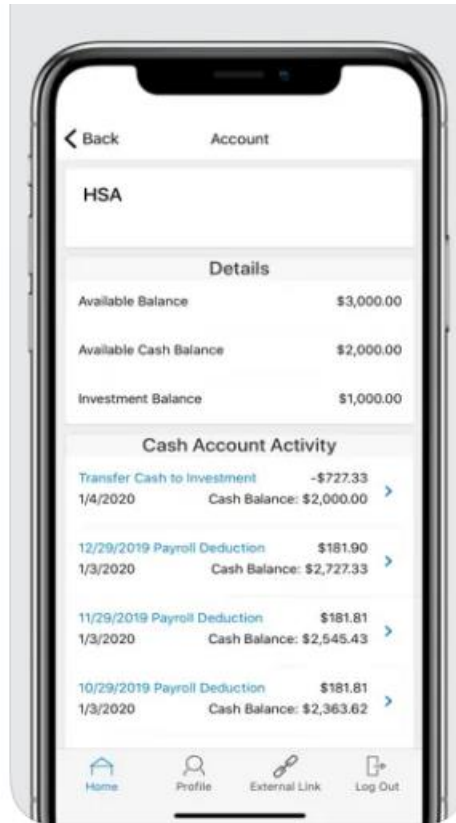 Back Account
HSA
Details
Available Balance $3,000.00
Available Cash Balance $2,000.00
Investment Balance $1,000.00
Cash Account Activity
Transfer Cash to Investment -$727.33
1/4/2020 Cash Balance: $2,000.00
12/29/2019 Payroll Deduction $181.90
1/3/2020 Cash Balance: $2,727.33
11/29/2019 Payroll Deduction $181.81
1/3/2020 Cash Balance: $2,545.43
10/29/2019 Payroll Deduction $181.81
1/3/2020 Cash Balance: $2,363.62
Home Profile External Link Log Out